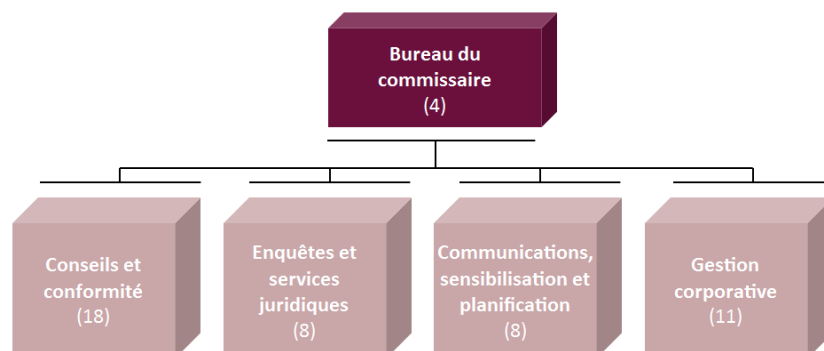 Bureau du
commissaire
(4)
Conseils et
conformité
(18)
Enquêtes et
services
juridiques
(8)
Communications,
sensibilisation et
planification
(8)
Gestion
corporative
(11)